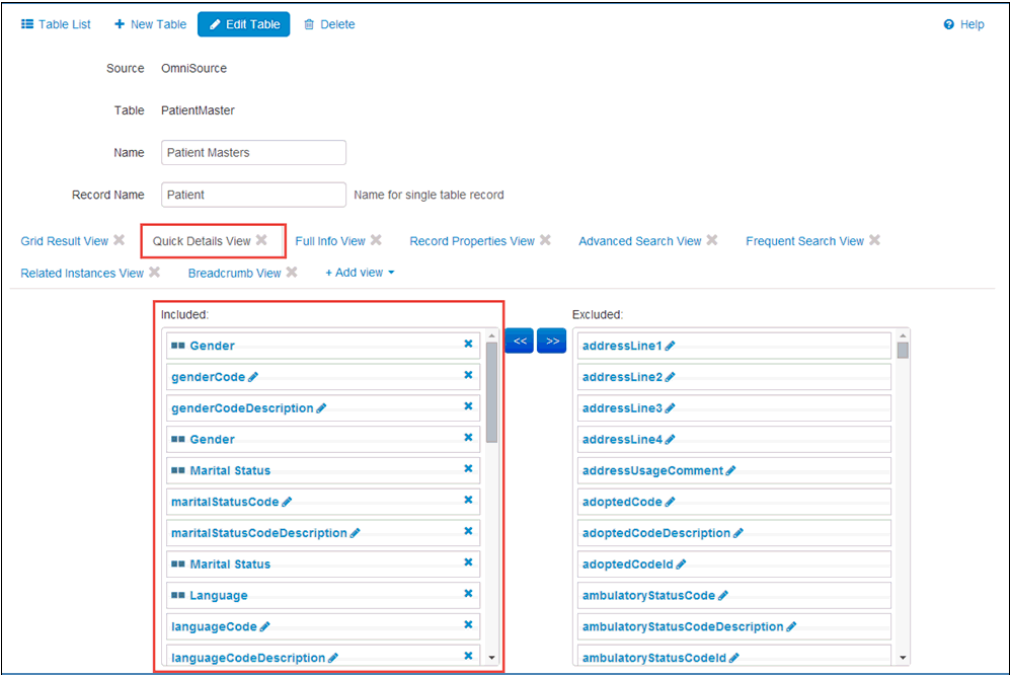 Table List + New Table Edit Table Delete Help
Source OmniSource
Table PatientMaster
Name Patient Masters
Record Name Patient Name for single table record
Grid Result View Quick Details View Full Info View Record Properties View Advanced Search View Frequent Search View
Related Instances View Breadcrumb View + Add view
Included:
Gender
genderCode
genderCodeDescription
Gender
Marital Status
maritalStatusCode
maritalStatusCodeDescription
Marital Status
Language
languageCode
languageCodeDescription
<< >>
Excluded:
addressLine1
addressLine2
addressLine3
addressLine4
addressUsageComment
adoptedCode
adoptedCodeDescription
adoptedCodeId
ambulatoryStatusCode
ambulatoryStatusCodeDescription
ambulatoryStatusCodeId